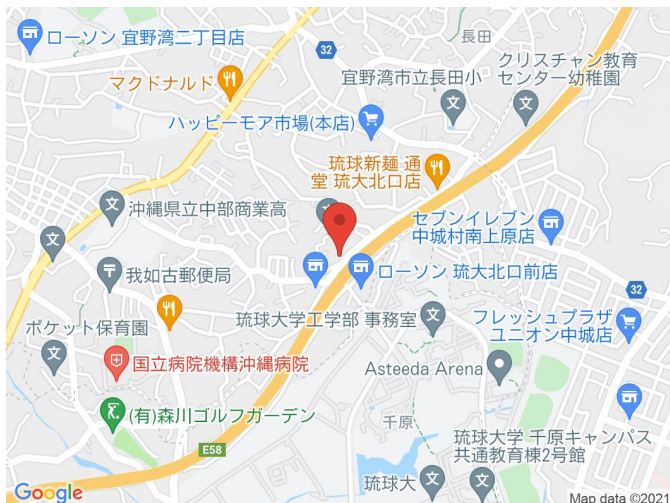 ローソン 宜野湾二丁目店
32
長田
クリスチャン教育
センター幼稚園
宜野湾市立長田小
マクドナルド
ハッピーモア市場(本店)
琉球新麺 通
堂 琉大北口店
沖縄県立中部商業高
セブンイレブン
中城村南上原店
我如古郵便局
ローソン 琉大北口前店
32
ポケット保育園
琉球大学工学部 事務室
フレッシュプラザ
ユニオン中城店
国立病院機構沖縄病院
Asteeda Arena
(有)森川ゴルフガーデン
千原
E58
琉球大学 千原キャンパス
共通教育棟2号館
琉球大
Google
Map data ©2021